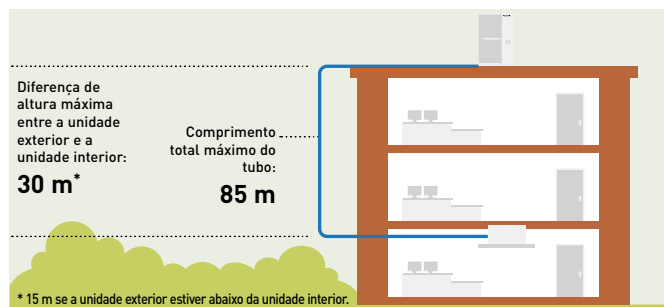 Diferença de
altura máxima
entre a unidade
exterior e a
unidade interior:
30 m*
Comprimento
total máximo do
tubo:
85 m
* 15 m se a unidade exterior estiver abaixo da unidade interior.